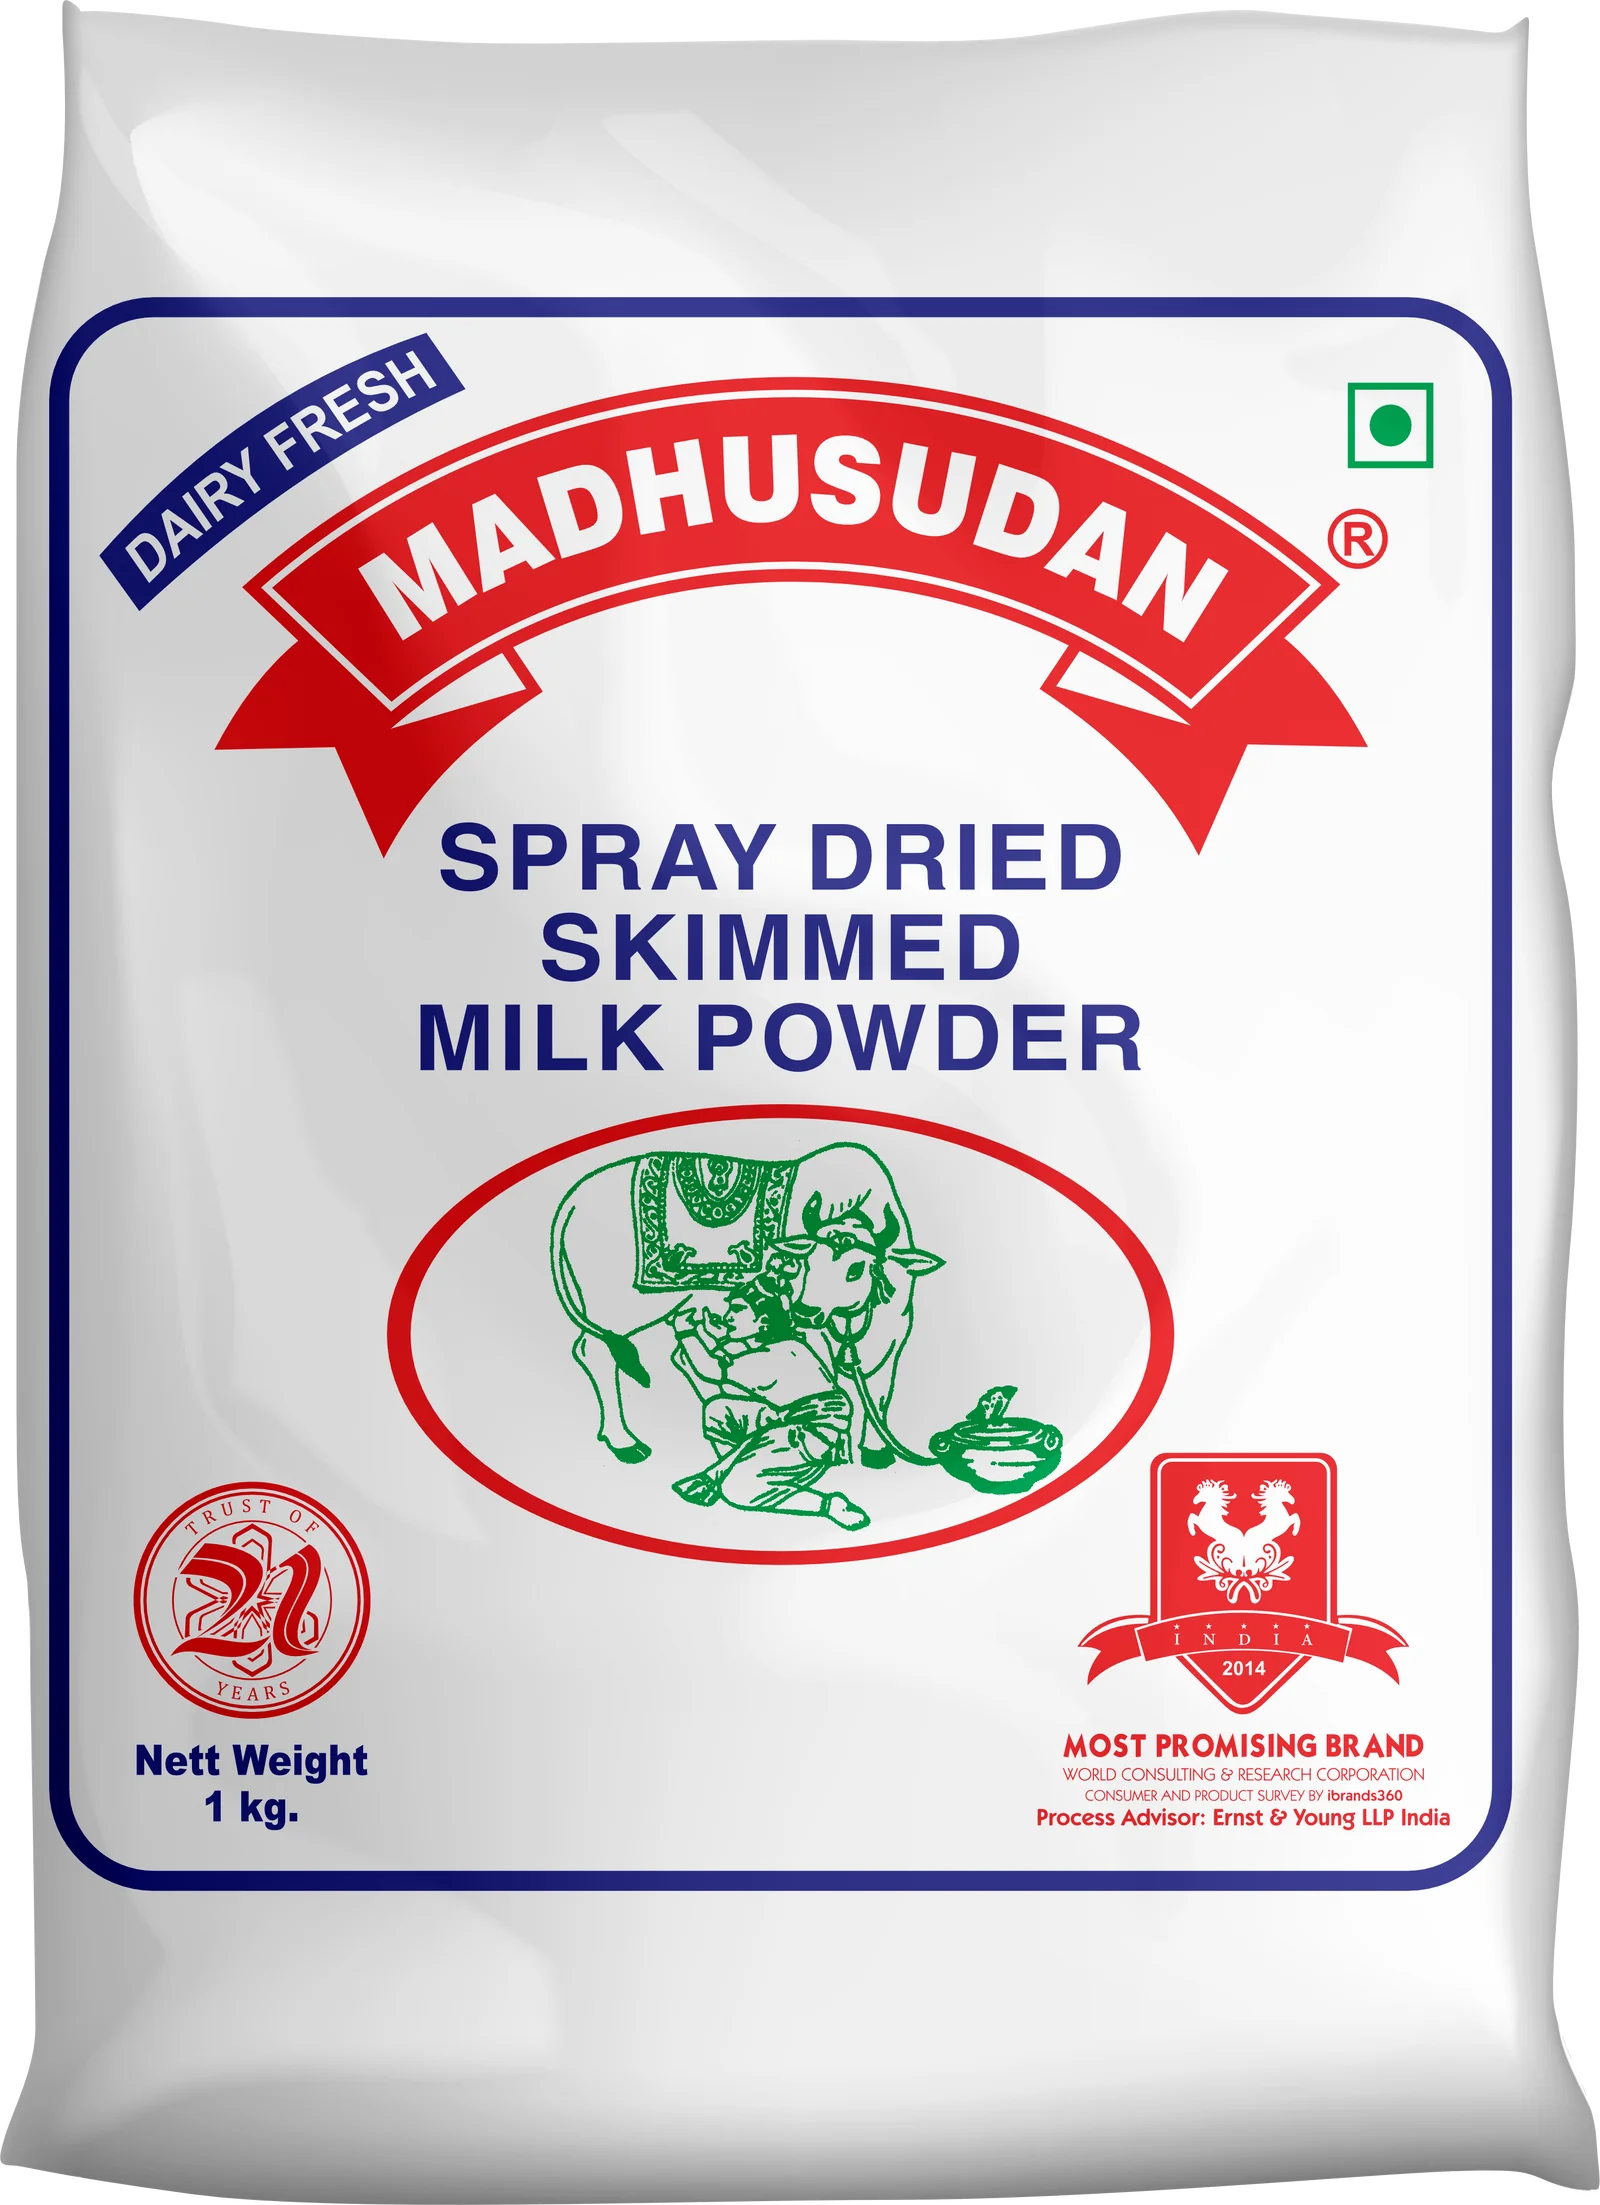 DAIRY FRESH
MADHUSUDAN
®
SPRAY DRIED
SKIMMED
MILK POWDER
TRUST OF
21
YEARS
Nett Weight
1 kg.
INDIA
2014
MOST PROMISING BRAND
WORLD CONSULTING & RESEARCH CORPORATION
CONSUMER AND PRODUCT SURVEY BY ibrands360
Process Advisor: Ernst & Young LLP India